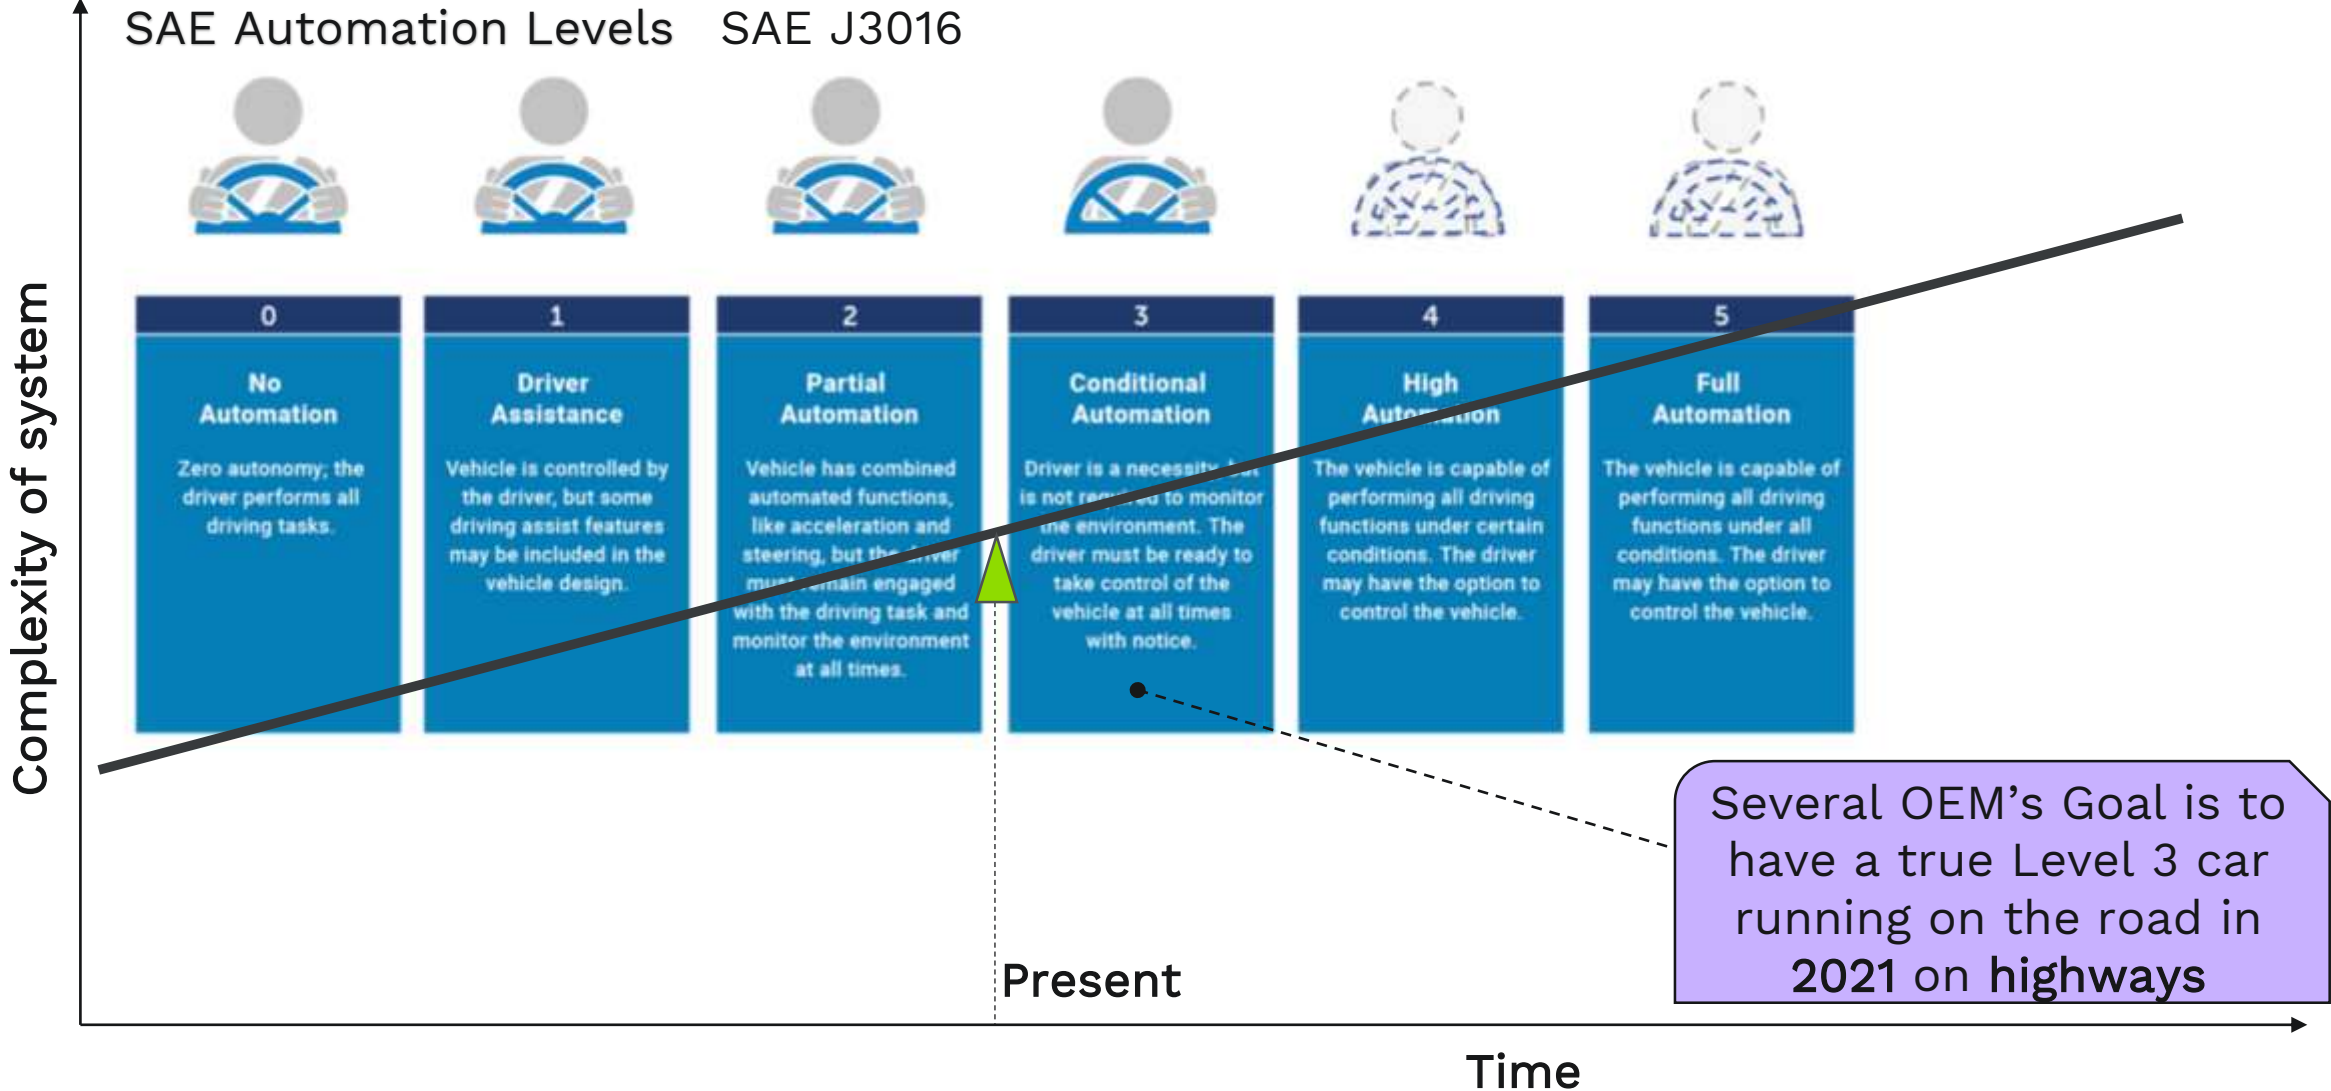 SAE Automation Levels SAE J3016
Complexity of system
0
No
Automation
Zero autonomy; the
driver performs all
driving tasks.
1
Driver
Assistance
Vehicle is controlled by
the driver, but some
driving assist features
may be included in the
vehicle design.
2
Partial
Automation
Vehicle has combined
automated functions,
like acceleration and
steering, but the driver
must remain engaged
with the driving task and
monitor the environment
at all times.
3
Conditional
Automation
Driver is a necessity, but
is not required to monitor
the environment. The
driver must be ready to
take control of the
vehicle at all times
with notice.
4
High
Automation
The vehicle is capable of
performing all driving
functions under certain
conditions. The driver
may have the option to
control the vehicle.
5
Full
Automation
The vehicle is capable of
performing all driving
functions under all
conditions. The driver
may have the option to
control the vehicle.
Several OEM’s Goal is to
have a true Level 3 car
running on the road in
2021 on highways
Present
Time